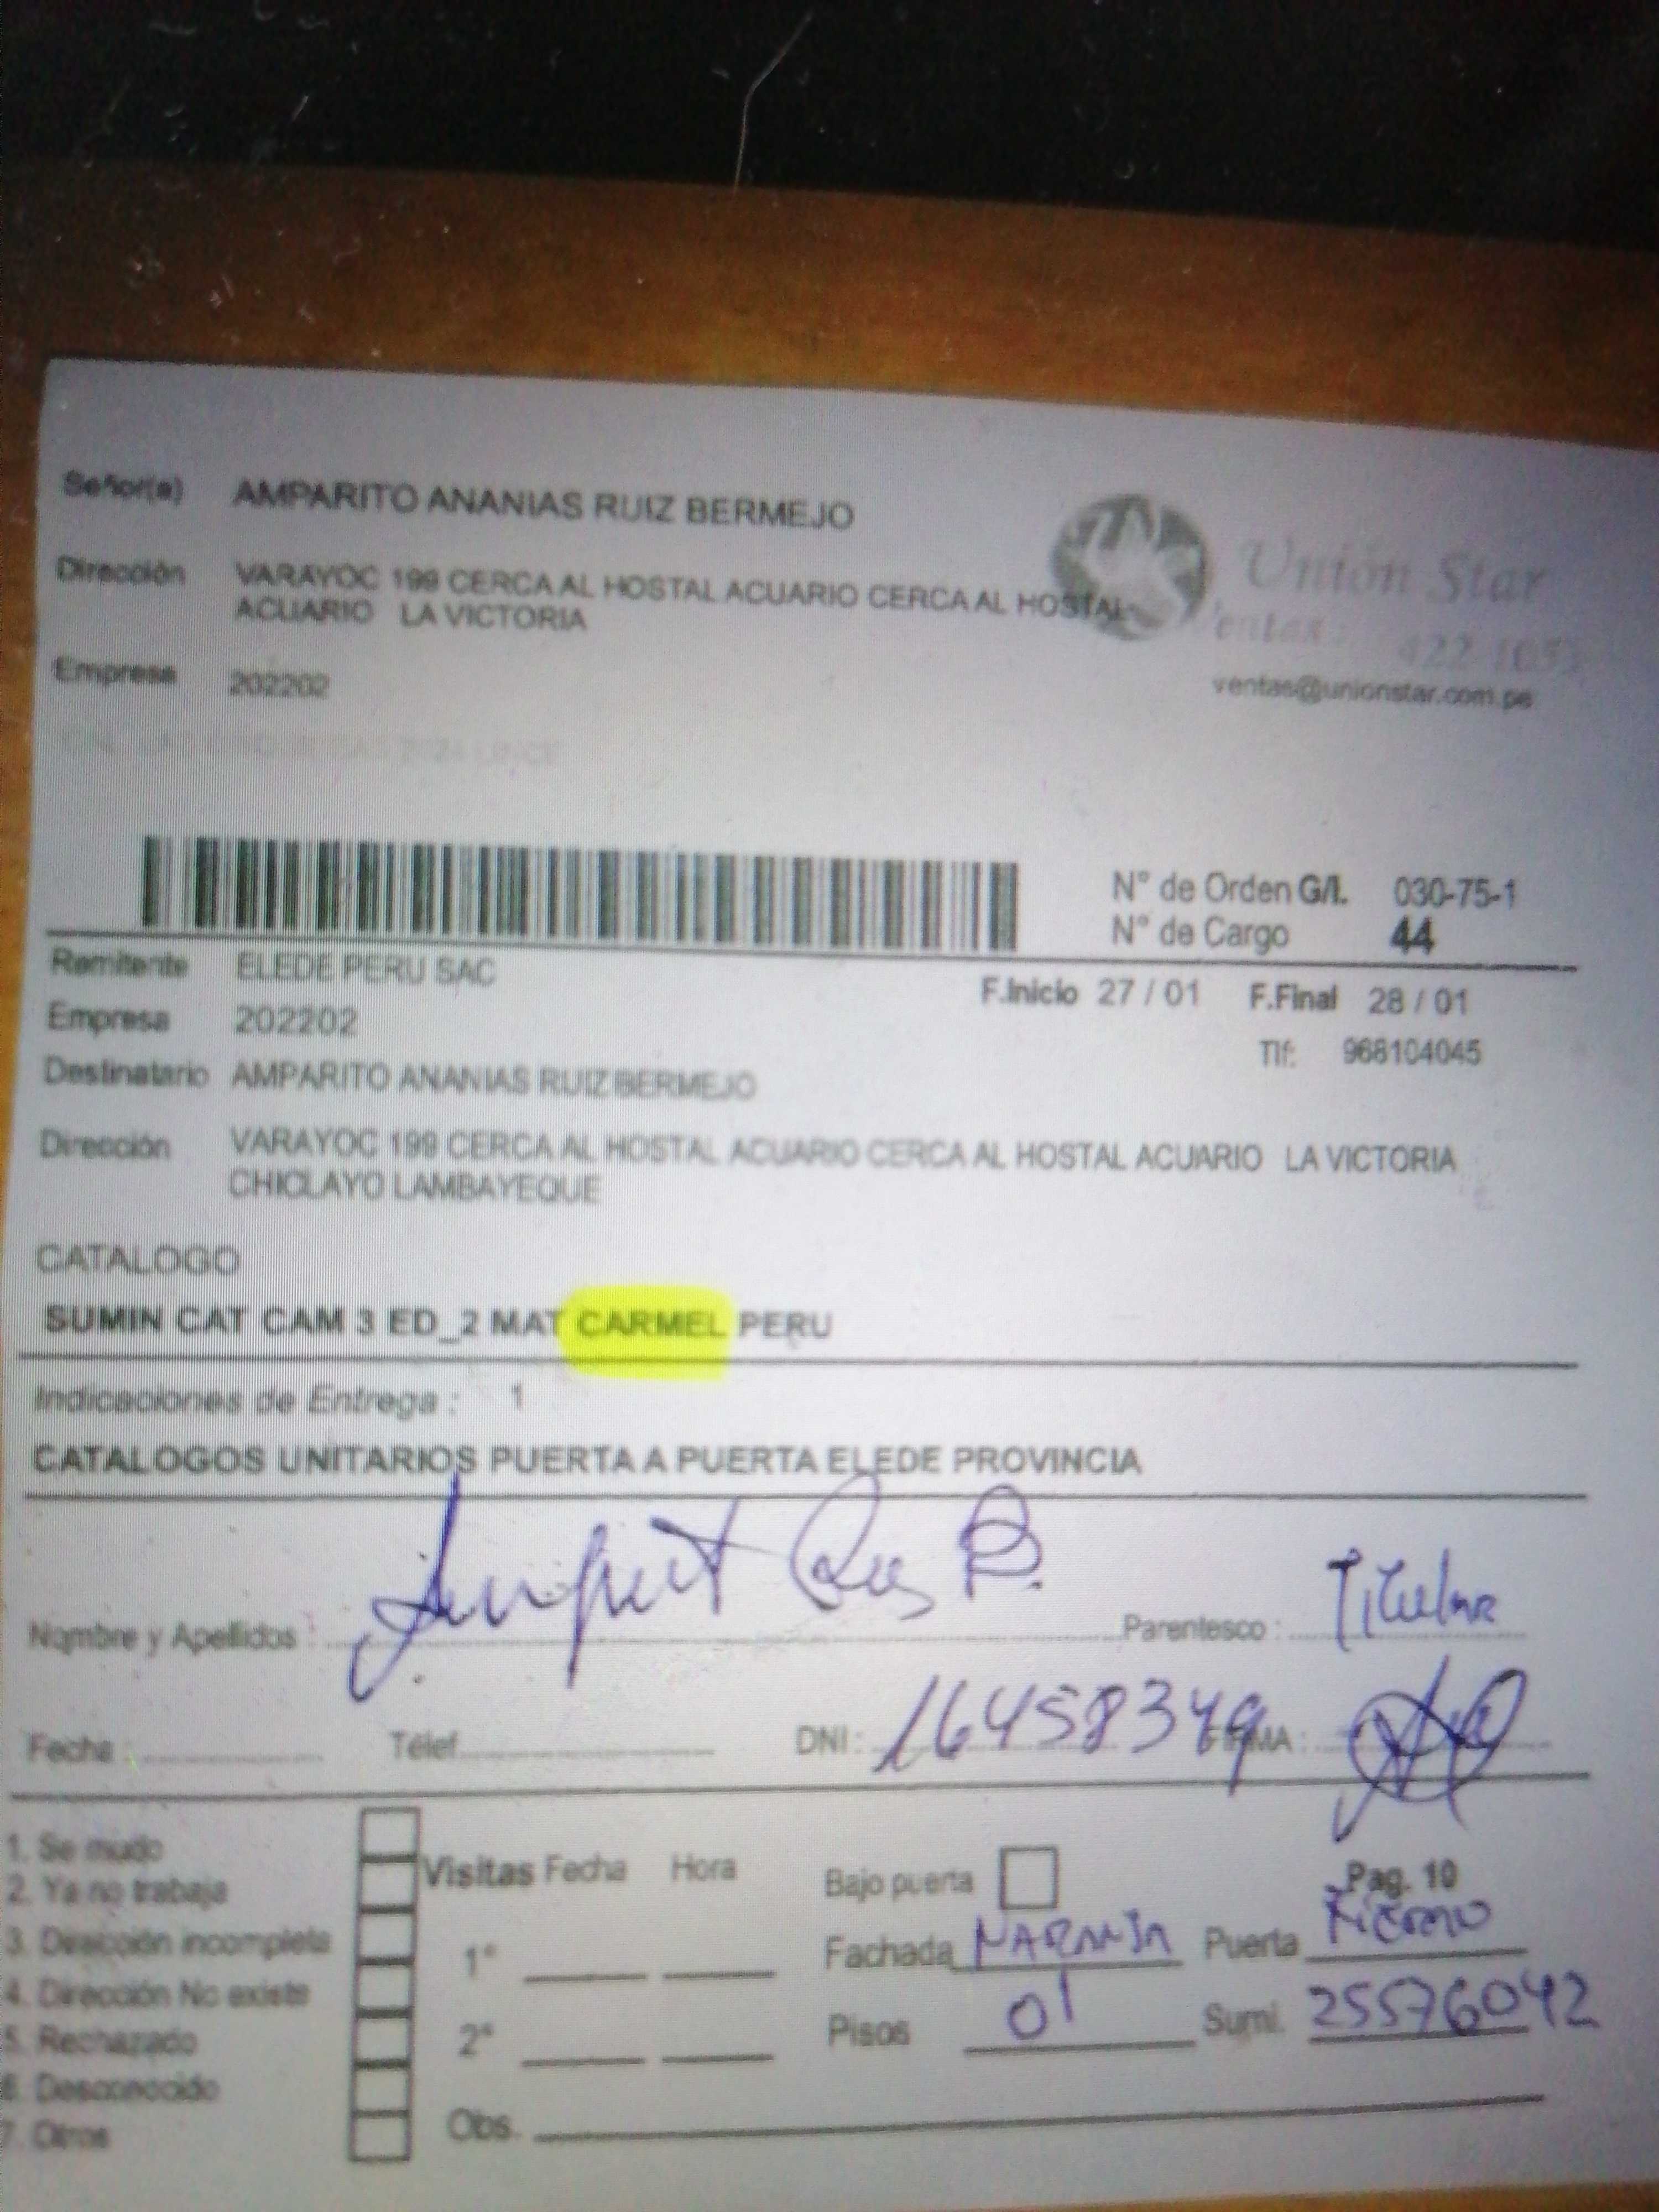 Señor(a) AMPARITO ANANIAS RUIZ BERMEJO
Unión Star
Dirección VARAYOC 199 CERCA AL HOSTAL ACUARIO CERCA AL HOSTAL
ACUARIO LA VICTORIA
entas: 422-1053
Empresa 202202
ventas@unionstar.com.pe
N° de Orden G/I. 030-75-1
N° de Cargo 44
Remitente ELEDE PERU SAC
F.Inicio 27 / 01 F.Final 28 / 01
Empresa 202202
Tlf: 968104045
Destinatario AMPARITO ANANIAS RUIZ BERMEJO
Dirección VARAYOC 199 CERCA AL HOSTAL ACUARIO CERCA AL HOSTAL ACUARIO LA VICTORIA
CHICLAYO LAMBAYEQUE
CATALOGO
SUMIN CAT CAM 3 ED_2 MAT CARMEL PERU
Indicaciones de Entrega : 1
CATALOGOS UNITARIOS PUERTA A PUERTA ELEDE PROVINCIA
Nombre y Apellidos : Parentesco : Titular
Fecha : Télef. DNI : 16458349 FIRMA :
1. Se mudo
2. Ya no trabaja
3. Dirección incompleta
4. Dirección No existe
5. Rechazado
6. Desconocido
7. Otros
Visitas Fecha Hora
1°
2°
Obs.
Bajo puerta
Pag. 10
Fachada NARANJA Puerta Fierro
Pisos 01 Sumi. 25576042